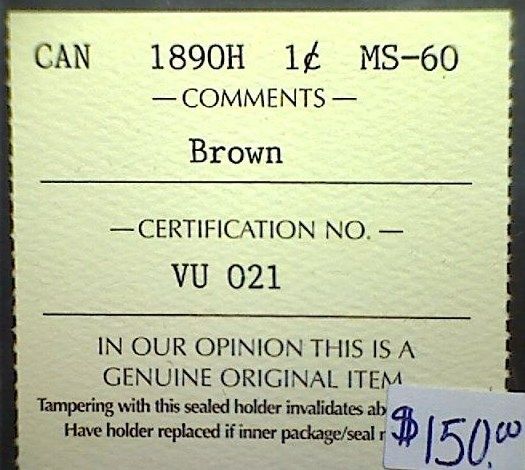 CAN 1890H 1¢ MS-60
— COMMENTS —
Brown
— CERTIFICATION NO. —
VU 021
IN OUR OPINION THIS IS A
GENUINE ORIGINAL ITEM
Tampering with this sealed holder invalidates
Have holder replaced if inner package/seal
$150.00